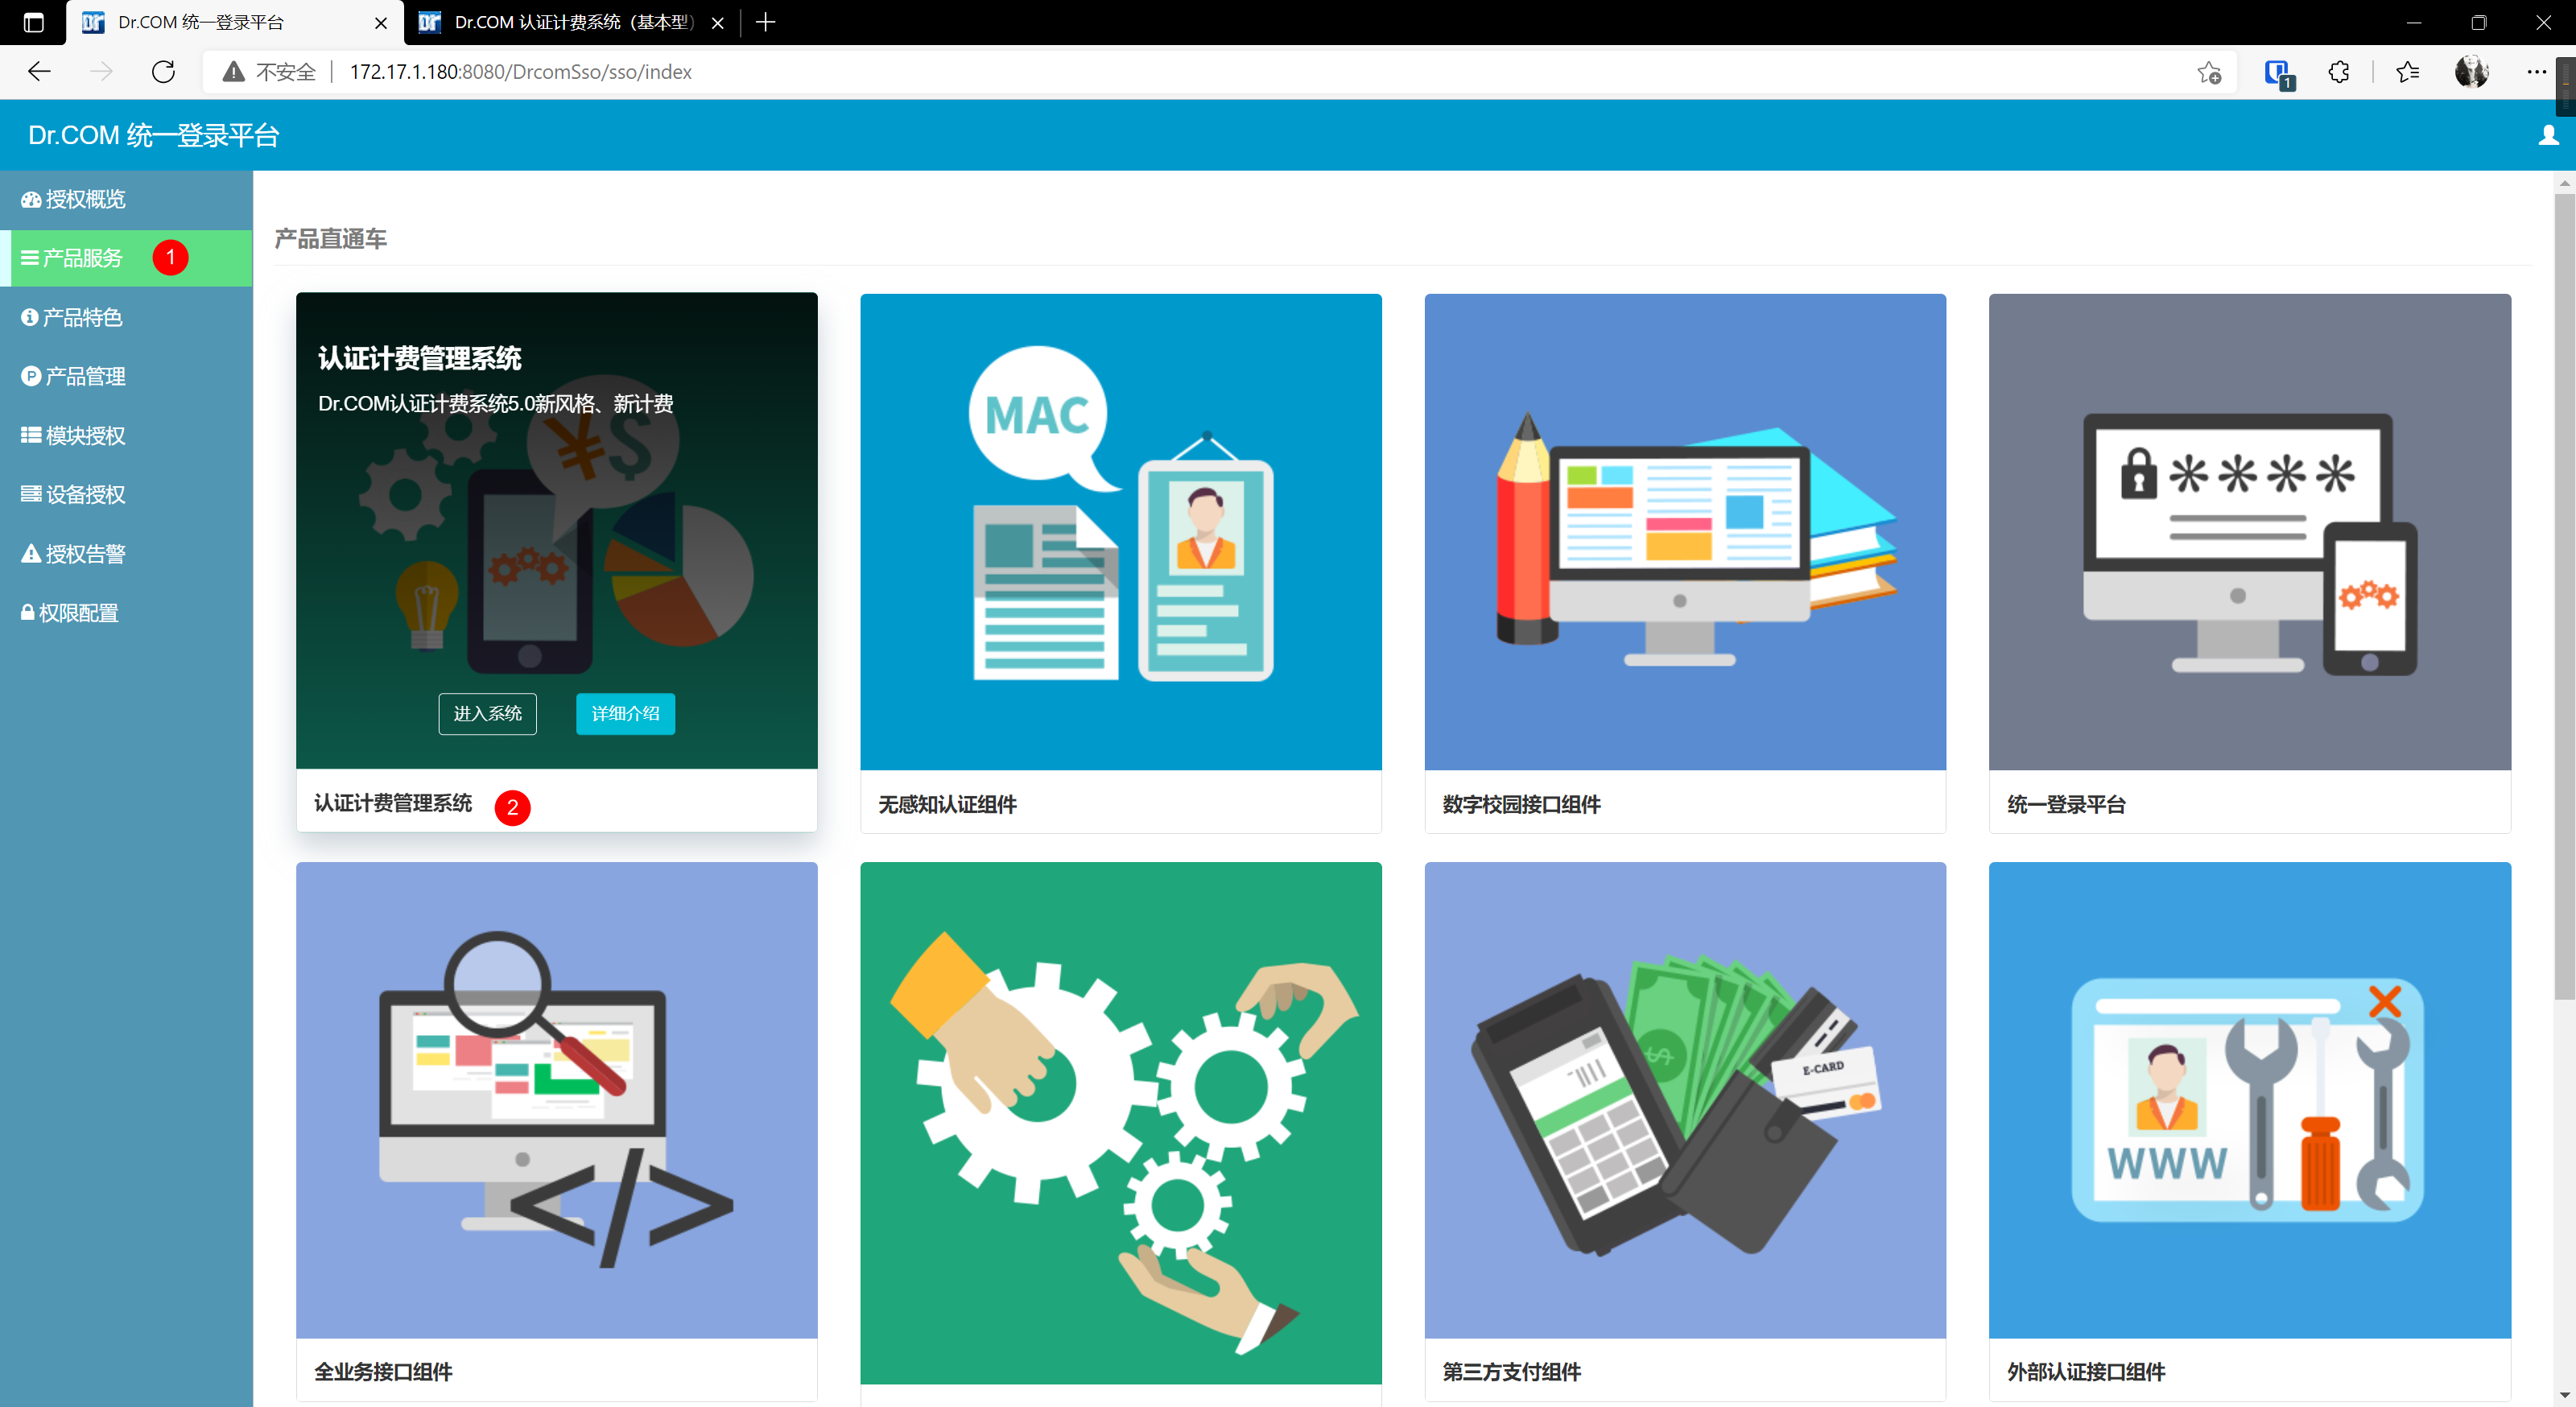 Dr.COM 统一登录平台
Dr.COM 认证计费系统（基本型）
不安全
172.17.1.180:8080/DrcomSso/sso/index
1
Dr.COM 统一登录平台
授权概览
产品服务 1
产品特色
产品管理
模块授权
设备授权
授权告警
权限配置
产品直通车
认证计费管理系统
Dr.COM认证计费系统5.0新风格、新计费
进入系统
详细介绍
认证计费管理系统 2
MAC
无感知认证组件
数字校园接口组件
****
统一登录平台
</>
全业务接口组件
E-CARD
第三方支付组件
WWW
外部认证接口组件